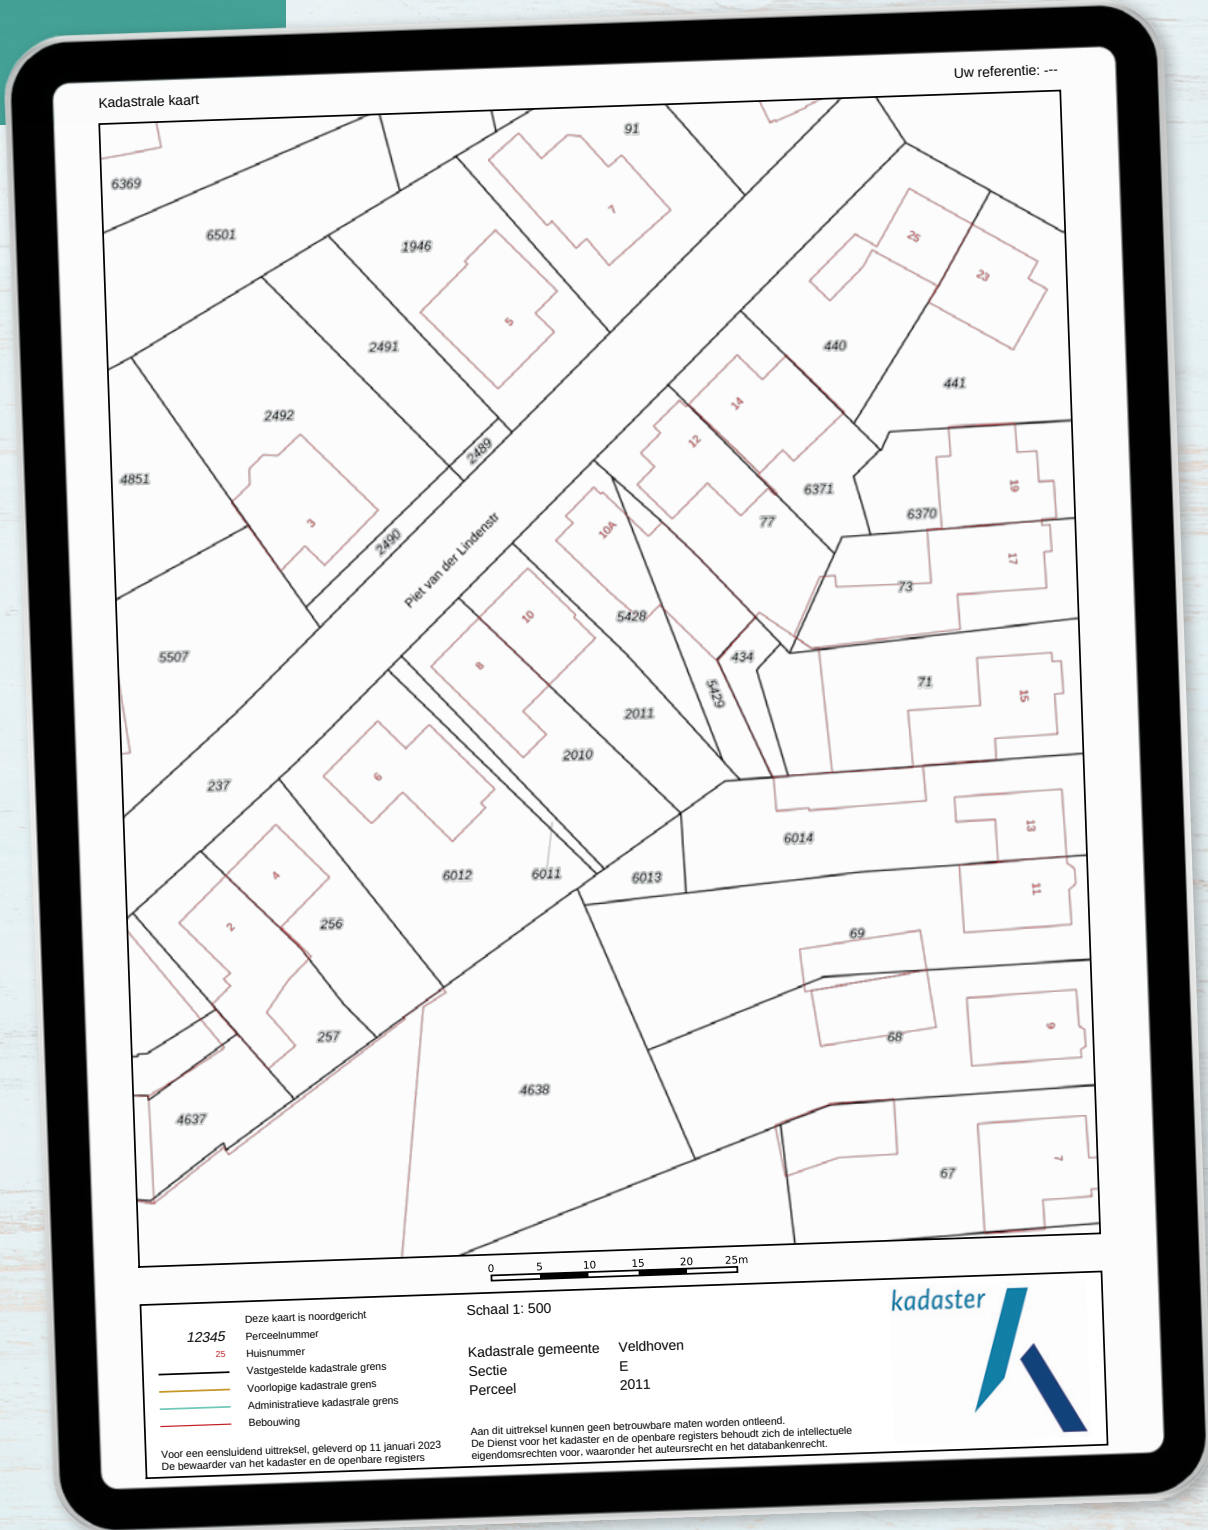 Kadastrale kaart
Uw referentie: ---
91
6369
7
6501
1946
25
23
5
2491
440
441
14
2492
12
2489
4851
19
6371
6370
3
77
10A
2490
Piet van der Lindenstr
17
73
10
5428
5507
8
434
71
5429
15
2011
2010
6
237
13
6014
4
6012
6011
6013
11
2
256
69
9
257
68
4638
4637
7
67
0 5 10 15 20 25m
Deze kaart is noordgericht
12345 Perceelnummer
25 Huisnummer
Vastgestelde kadastrale grens
Voorlopige kadastrale grens
Administratieve kadastrale grens
Bebouwing
Voor een eensluidend uittreksel, geleverd op 11 januari 2023
De bewaarder van het kadaster en de openbare registers
Schaal 1: 500
Kadastrale gemeente Veldhoven
Sectie E
Perceel 2011
Aan dit uittreksel kunnen geen betrouwbare maten worden ontleend.
De Dienst voor het kadaster en de openbare registers behoudt zich de intellectuele
eigendomsrechten voor, waaronder het auteursrecht en het databankenrecht.
kadaster